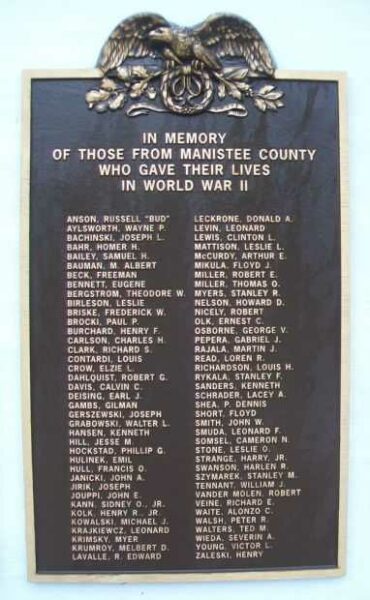 IN MEMORY
OF THOSE FROM MANISTEE COUNTY
WHO GAVE THEIR LIVES
IN WORLD WAR II
ANSON, RUSSELL "BUD"
AYLSWORTH, WAYNE P.
BACHINSKI, JOSEPH L.
BAHR, HOMER H.
BAILEY, SAMUEL H.
BAUMAN, M. ALBERT
BECK, FREEMAN
BENNETT, EUGENE
BERGSTROM, THEODORE W.
BIRLESON, LESLIE
BRISKE, FREDERICK W.
BROCKI, PAUL P.
BURCHARD, HENRY F.
CARLSON, CHARLES H.
CLARK, RICHARD S.
CONTARDI, LOUIS
CROW, ELZIE L.
DAHLQUIST, ROBERT G.
DAVIS, CALVIN C.
DEISING, EARL J.
GAMBS, GILMAN
GERSZEWSKI, JOSEPH
GRABOWSKI, WALTER L.
HANSEN, KENNETH
HILL, JESSE M.
HOCKSTAD, PHILLIP G.
HULINEK, EMIL
HULL, FRANCIS O.
JANICKI, JOHN A.
JIRIK, JOSEPH
JOUPPI, JOHN E.
KANN, SIDNEY O., JR.
KOLK, HENRY R., JR.
KOWALSKI, MICHAEL J.
KRAJKIEWCZ, LEONARD
KRIMSKY, MYER
KRUMROY, MELBERT D.
LAVALLE, R. EDWARD
LECKRONE, DONALD A.
LEVIN, LEONARD
LEWIS, CLINTON L.
MATTISON, LESLIE L.
McCURDY, ARTHUR E.
MIKULA, FLOYD J.
MILLER, ROBERT E.
MILLER, THOMAS O.
MYERS, STANLEY R.
NELSON, HOWARD D.
NICELY, ROBERT
OLK, ERNEST C.
OSBORNE, GEORGE V.
PEPERA, GABRIEL J.
RAJALA, MARTIN J.
READ, LOREN R.
RICHARDSON, LOUIS H.
RYKALA, STANLEY F.
SANDERS, KENNETH
SCHRADER, LACEY A.
SHEA, P. DENNIS
SHORT, FLOYD
SMITH, JOHN W.
SMUDA, LEONARD F.
SOMSEL, CAMERON N.
STONE, LESLIE O.
STRANGE, HARRY, JR.
SWANSON, HARLEN R.
SZYMAREK, STANLEY M.
TENNANT, WILLIAM J.
VANDER MOLEN, ROBERT
VEINE, RICHARD E.
WAITE, ALONZO C.
WALSH, PETER R.
WALTERS, TED M.
WIEDA, SEVERIN A.
YOUNG, VICTOR L.
ZALESKI, HENRY